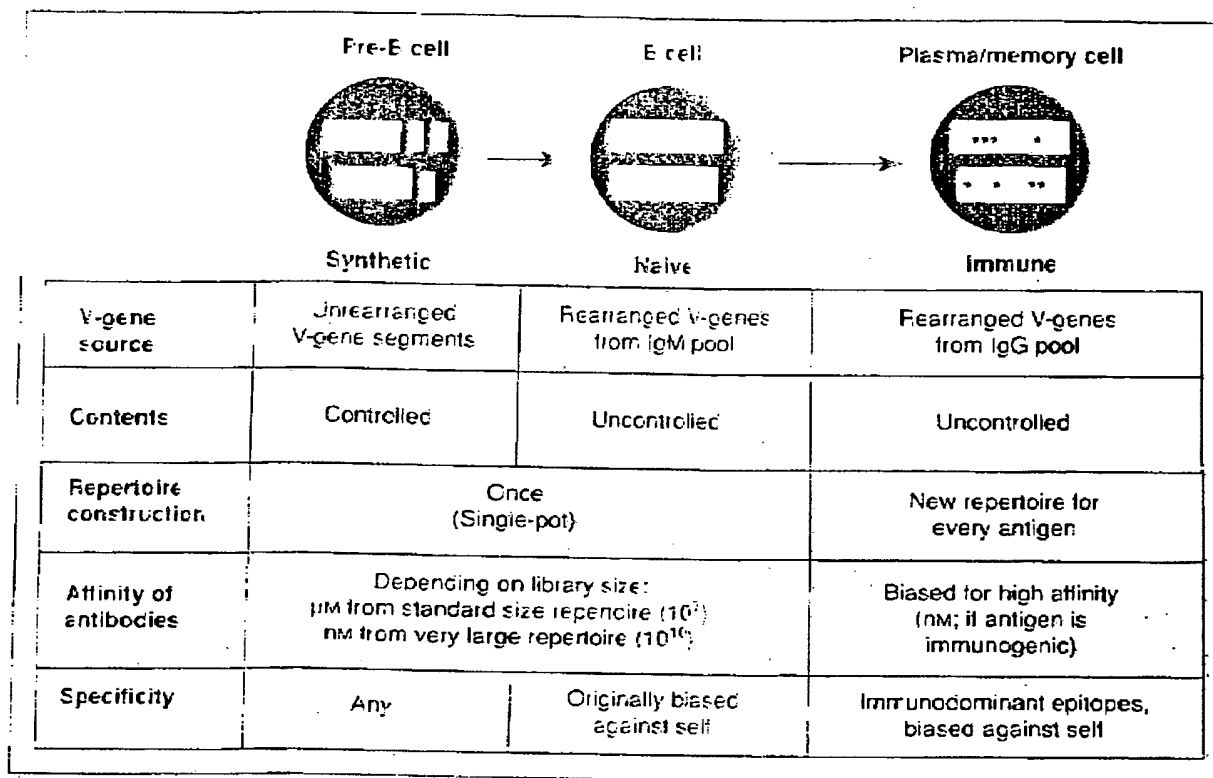 Pre-B cell
B cell
Plasma/memory cell
Synthetic
Naive
Immune
V-gene
source
Unrearranged
V-gene segments
Rearranged V-genes
from IgM pool
Rearranged V-genes
from IgG pool
Contents
Controlled
Uncontrolled
Uncontrolled
Repertoire
construction
Once
(Single-pot)
New repertoire for
every antigen
Affinity of
antibodies
Depending on library size:
µM from standard size repertoire (10⁷)
nM from very large repertoire (10¹⁰)
Biased for high affinity
(nM; if antigen is
immunogenic)
Specificity
Any
Originally biased
against self
Immunodominant epitopes,
biased against self